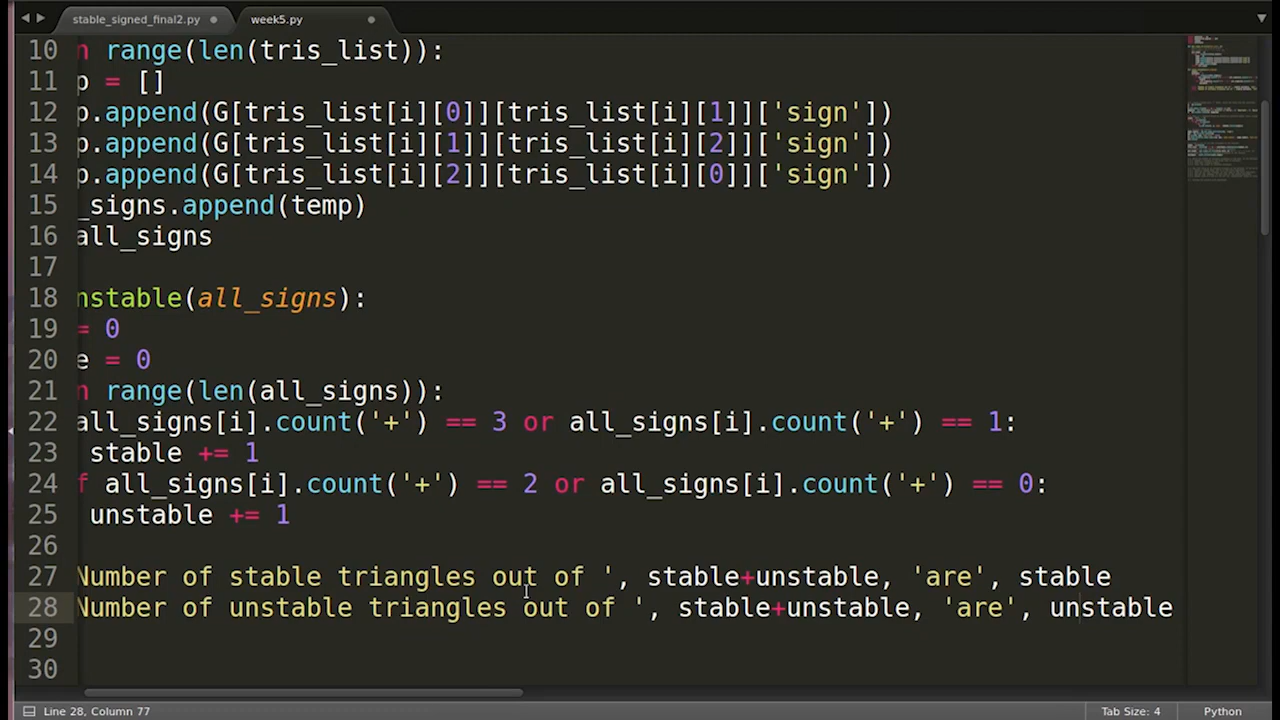 stable_signed_final2.py
week5.py
10 n range(len(tris_list)):
11 p = []
12 p.append(G[tris_list[i][0]][tris_list[i][1]]['sign'])
13 p.append(G[tris_list[i][1]][tris_list[i][2]]['sign'])
14 p.append(G[tris_list[i][2]][tris_list[i][0]]['sign'])
15 _signs.append(temp)
16 all_signs
17
18 nstable(all_signs):
19 = 0
20 e = 0
21 n range(len(all_signs)):
22 all_signs[i].count('+') == 3 or all_signs[i].count('+') == 1:
23 stable += 1
24 f all_signs[i].count('+') == 2 or all_signs[i].count('+') == 0:
25 unstable += 1
26
27 Number of stable triangles out of ', stable+unstable, 'are', stable
28 Number of unstable triangles out of ', stable+unstable, 'are', unstable
29
30
Line 28, Column 77
Tab Size: 4
Python